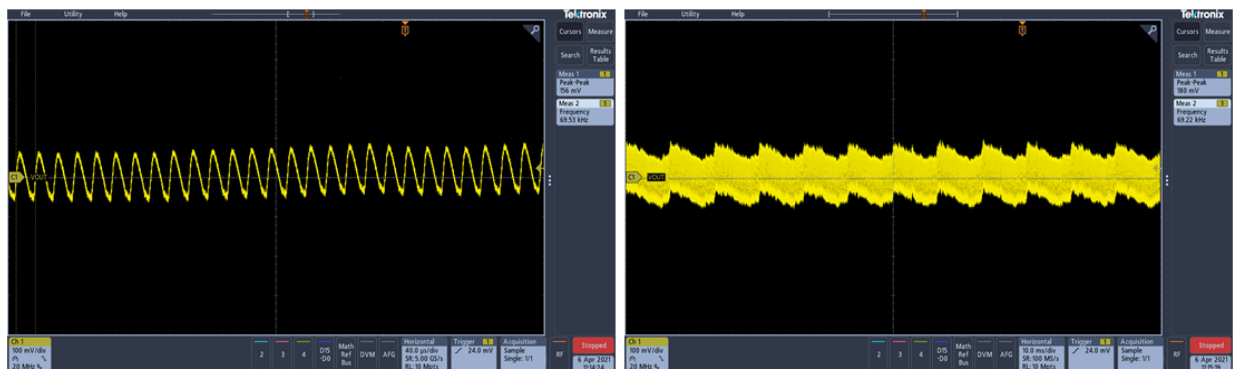 File Utility Help
Tektronix
Cursors Measure
Search Results Table
Meas 1 1
Peak-Peak
156 mV
Meas 2 1
Frequency
69.53 kHz
C1 VOUT
Ch 1
100 mV/div
20 MHz
2 3 4
D15 -D0
Math Ref Bus
DVM AFG
Horizontal
40.0 µs/div
SR: 5.00 GS/s
RL: 10 Mpts
Trigger 1
24.0 mV
Acquisition
Sample
Single: 1/1
RF
Stopped
6 Apr 2021
File Utility Help
Tektronix
Cursors Measure
Search Results Table
Meas 1 1
Peak-Peak
180 mV
Meas 2 1
Frequency
69.22 kHz
C1 VOUT
Ch 1
100 mV/div
20 MHz
2 3 4
D15 -D0
Math Ref Bus
DVM AFG
Horizontal
10.0 ms/div
SR: 100 MS/s
RL: 10 Mpts
Trigger 1
24.0 mV
Acquisition
Sample
Single: 1/1
RF
Stopped
6 Apr 2021